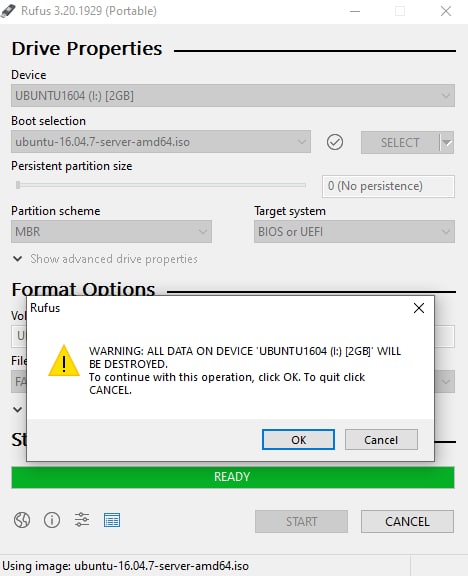 Rufus 3.20.1929 (Portable)
Drive Properties
Device
UBUNTU1604 (I:) [2GB]
Boot selection
ubuntu-16.04.7-server-amd64.iso
SELECT
Persistent partition size
0 (No persistence)
Partition scheme
Target system
MBR
BIOS or UEFI
Show advanced drive properties
Format Options
Rufus
WARNING: ALL DATA ON DEVICE 'UBUNTU1604 (I:) [2GB]' WILL
BE DESTROYED.
To continue with this operation, click OK. To quit click
CANCEL.
OK
Cancel
READY
START
CANCEL
Using image: ubuntu-16.04.7-server-amd64.iso